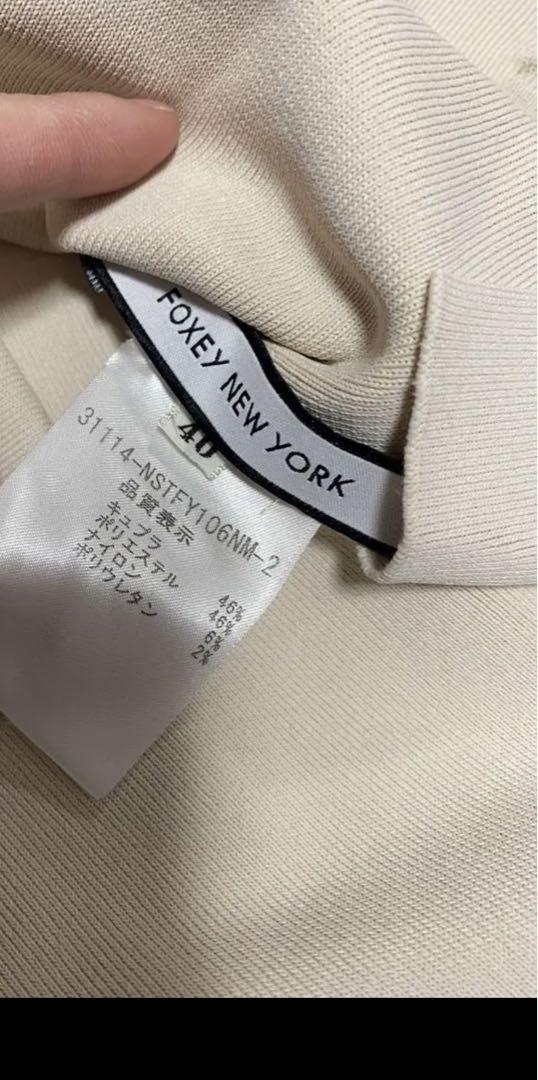 FOXEY NEW YORK
40
31114-NSTFY106NM-2
品質表示
キュプラ 46%
ポリエステル 46%
ナイロン 6%
ポリウレタン 2%